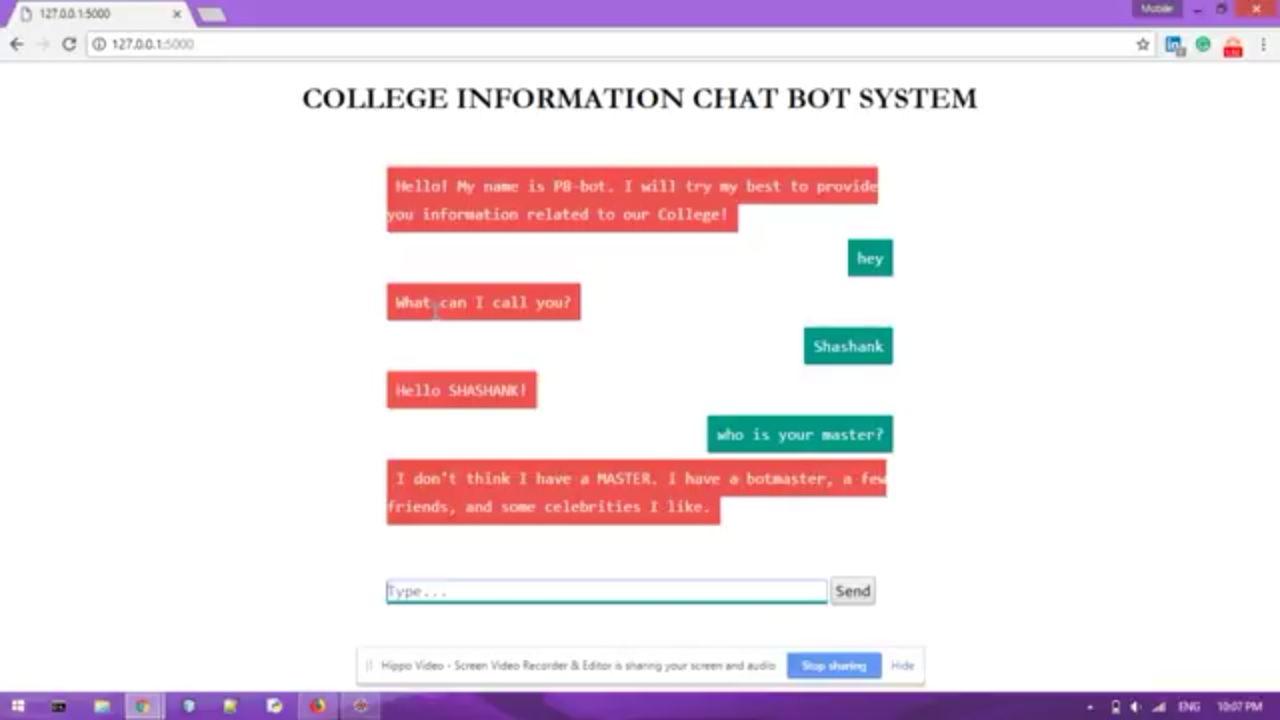 127.0.0.1:5000
Mobile
127.0.0.1:5000
COLLEGE INFORMATION CHAT BOT SYSTEM
Hello! My name is PB-bot. I will try my best to provide
you information related to our College!
hey
What can I call you?
Shashank
Hello SHASHANK!
who is your master?
I don't think I have a MASTER. I have a botmaster, a few
friends, and some celebrities I like.
Type...
Send
Hippo Video - Screen Video Recorder & Editor is sharing your screen and audio
Stop sharing
Hide
ENG
10:07 PM